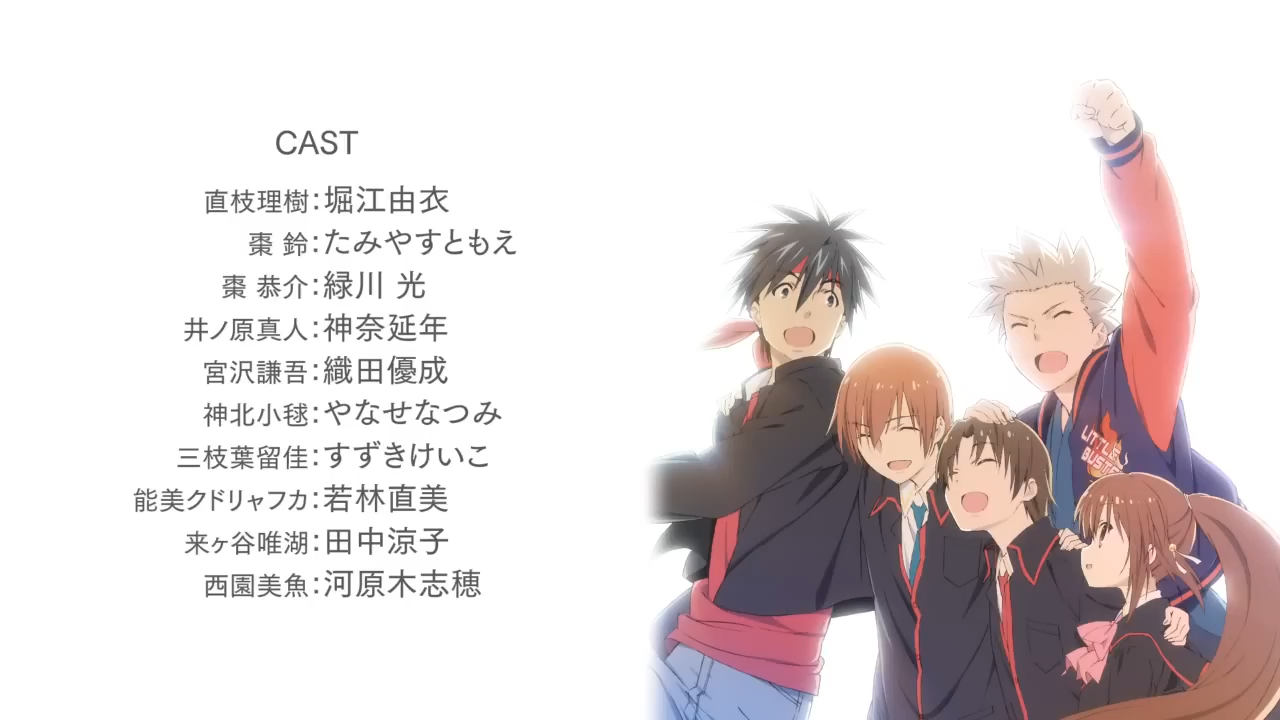 CAST
直枝理樹：堀江由衣
棗 鈴：たみやすともえ
棗 恭介：緑川 光
井ノ原真人：神奈延年
宮沢謙吾：織田優成
神北小毬：やなせなつみ
三枝葉留佳：すずきけいこ
能美クドリャフカ：若林直美
来ヶ谷唯湖：田中涼子
西園美魚：河原木志穂
LITTLE
BUSTE